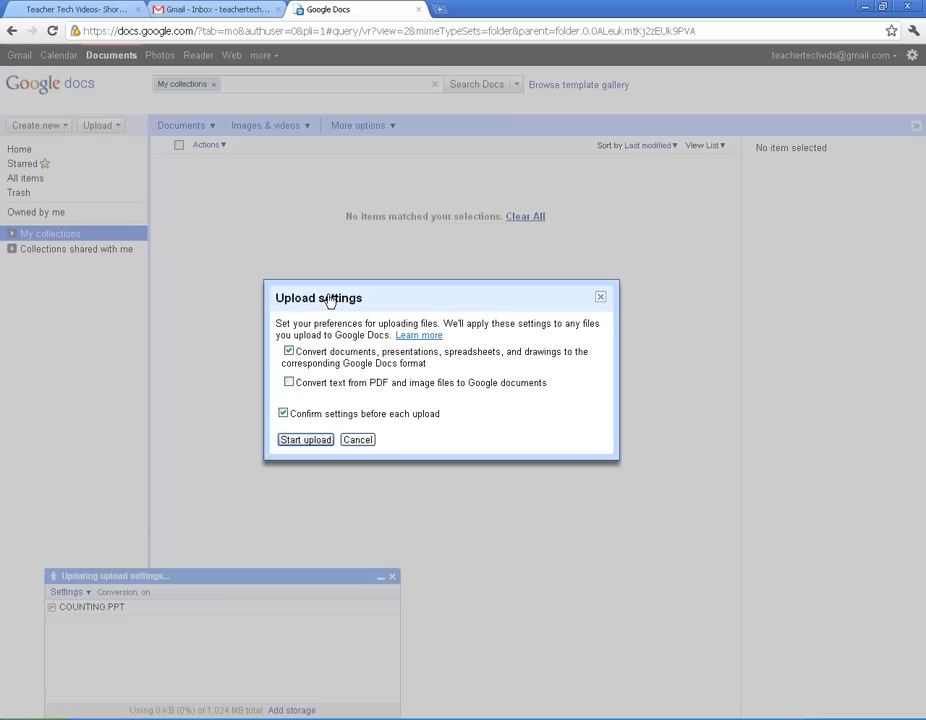 Teacher Tech Videos- Shor...
Gmail - Inbox - teachertech...
Google Docs
https://docs.google.com/?tab=mo&authuser=0&pli=1#query/vr?view=2&mimeTypeSets=folder&parent=folder.0.0ALeukmtKj2zEUk9PVA
Gmail Calendar Documents Photos Reader Web more
teachertechvids@gmail.com
Google docs
My collections
Search Docs
Browse template gallery
Create new
Upload
Documents
Images & videos
More options
Home
Starred
All items
Trash
Owned by me
My collections
Collections shared with me
Actions
Sort by Last modified
View List
No items matched your selections. Clear All
No item selected
Upload settings
Set your preferences for uploading files. We'll apply these settings to any files
you upload to Google Docs. Learn more
Convert documents, presentations, spreadsheets, and drawings to the
corresponding Google Docs format
Convert text from PDF and image files to Google documents
Confirm settings before each upload
Start upload
Cancel
Updating upload settings...
Settings Conversion: on
COUNTING.PPT
Using 0 KB (0%) of 1,024 MB total Add storage